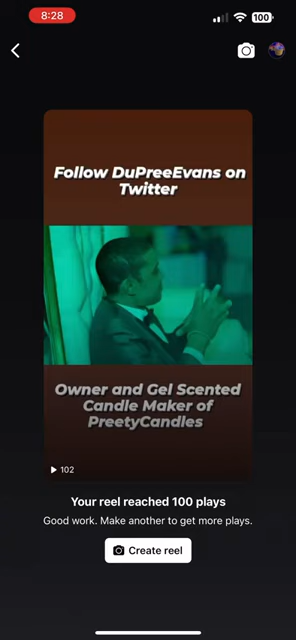 8:28
100
Follow DuPreeEvans on
Twitter
Owner and Gel Scented
Candle Maker of
PreetyCandles
102
Your reel reached 100 plays
Good work. Make another to get more plays.
Create reel